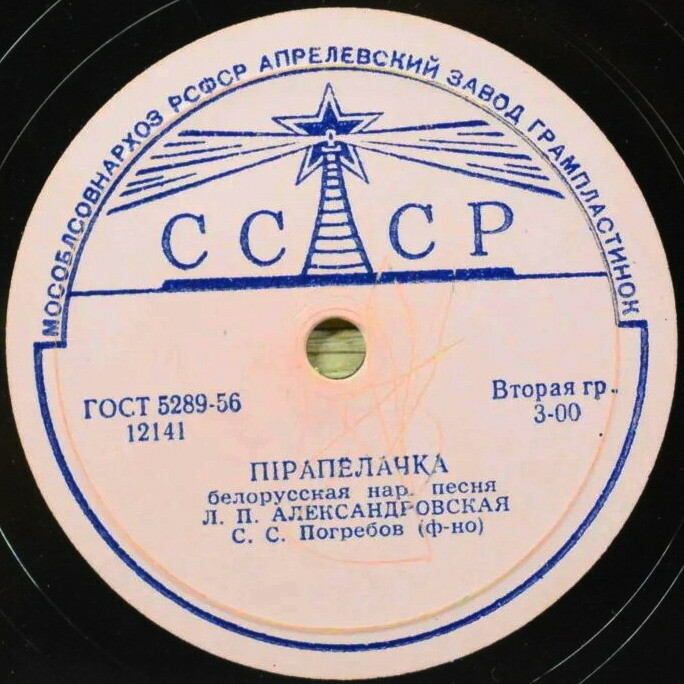 МОСОБЛСОВНАРХОЗ РСФСР АПРЕЛЕВСКИЙ ЗАВОД ГРАМПЛАСТИНОК
СССР
ГОСТ 5289-56
12141
Вторая гр.
3-00
ПІРАПЕЛАЧКА
белорусская нар. песня
Л. П. АЛЕКСАНДРОВСКАЯ
С. С. Погребов (ф-но)